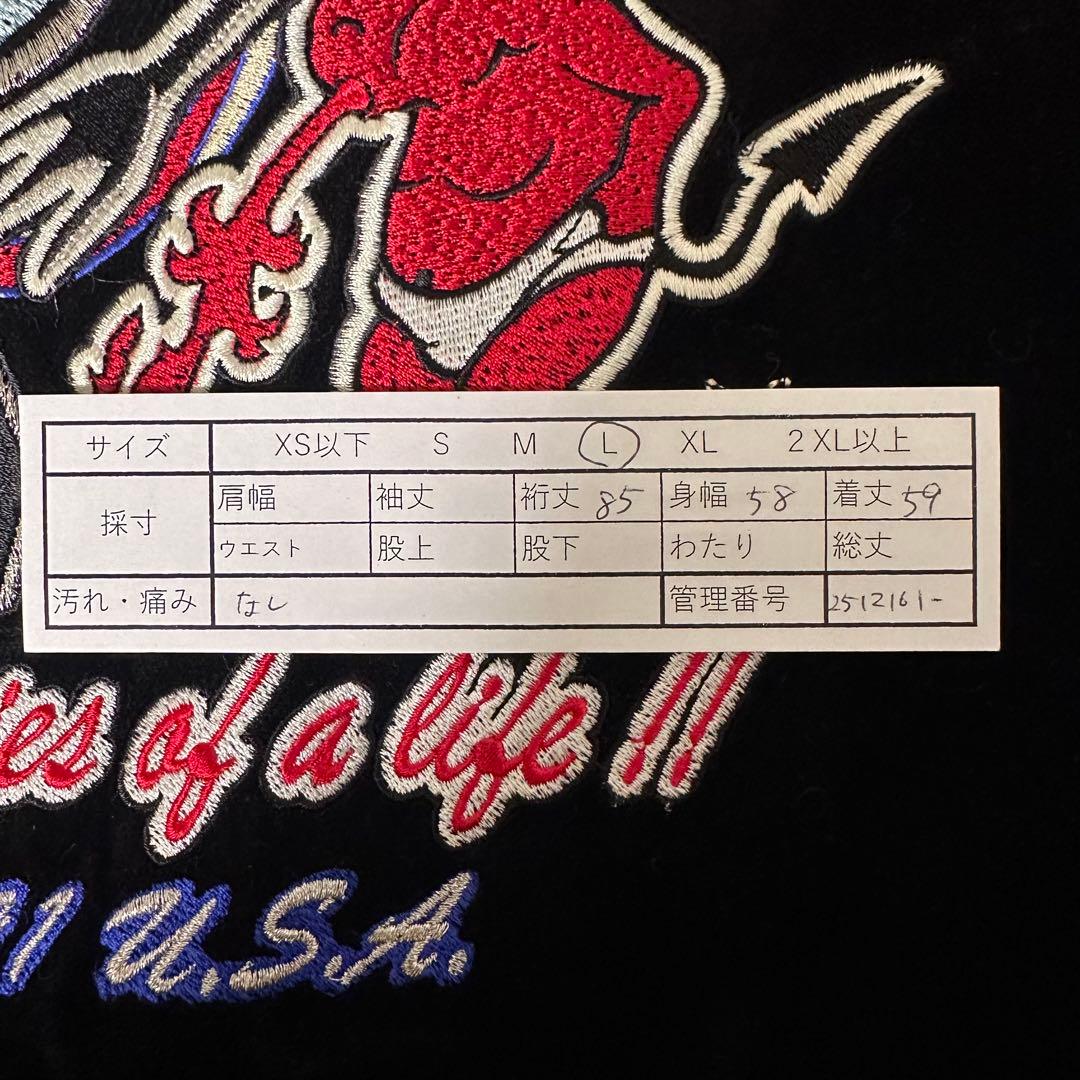 サイズ XS以下 S M L XL 2XL以上
採寸 肩幅 袖丈 裄丈 85 身幅 58 着丈 59
ウエスト 股上 股下 わたり 総丈
汚れ・痛み なし 管理番号 2512161-
es of a life !!
U.S.A.